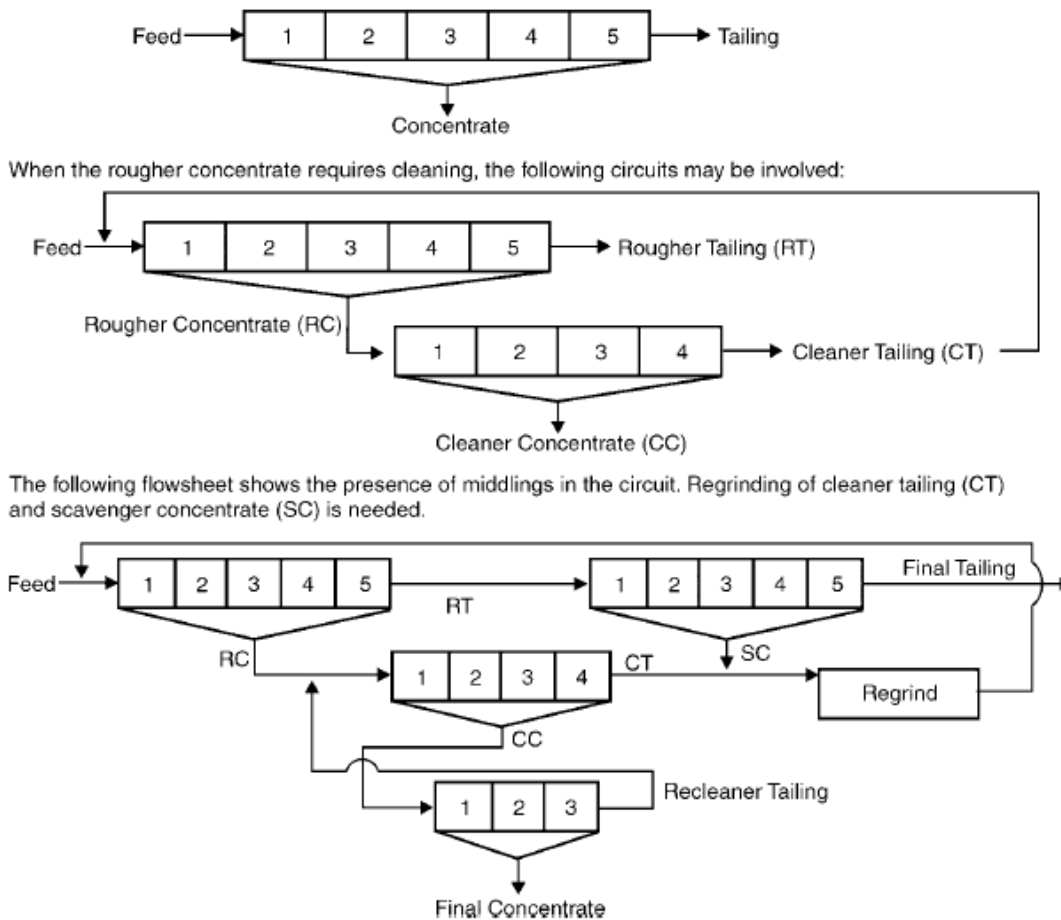 Feed 1 2 3 4 5 Tailing
Concentrate
When the rougher concentrate requires cleaning, the following circuits may be involved:
Feed 1 2 3 4 5 Rougher Tailing (RT)
Rougher Concentrate (RC)
1 2 3 4 Cleaner Tailing (CT)
Cleaner Concentrate (CC)
The following flowsheet shows the presence of middlings in the circuit. Regrinding of cleaner tailing (CT)
and scavenger concentrate (SC) is needed.
Feed 1 2 3 4 5 RT 1 2 3 4 5 Final Tailing
RC 1 2 3 4 CT SC Regrind
CC
1 2 3 Recleaner Tailing
Final Concentrate